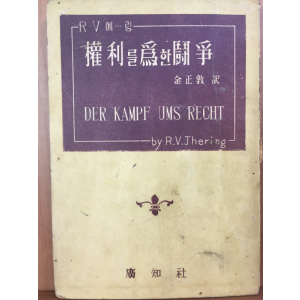 R V 예－링
權利를爲한鬪爭
金正敦 訳
DER KAMPF UMS RECHT
by R.V.Jhering
廣知社